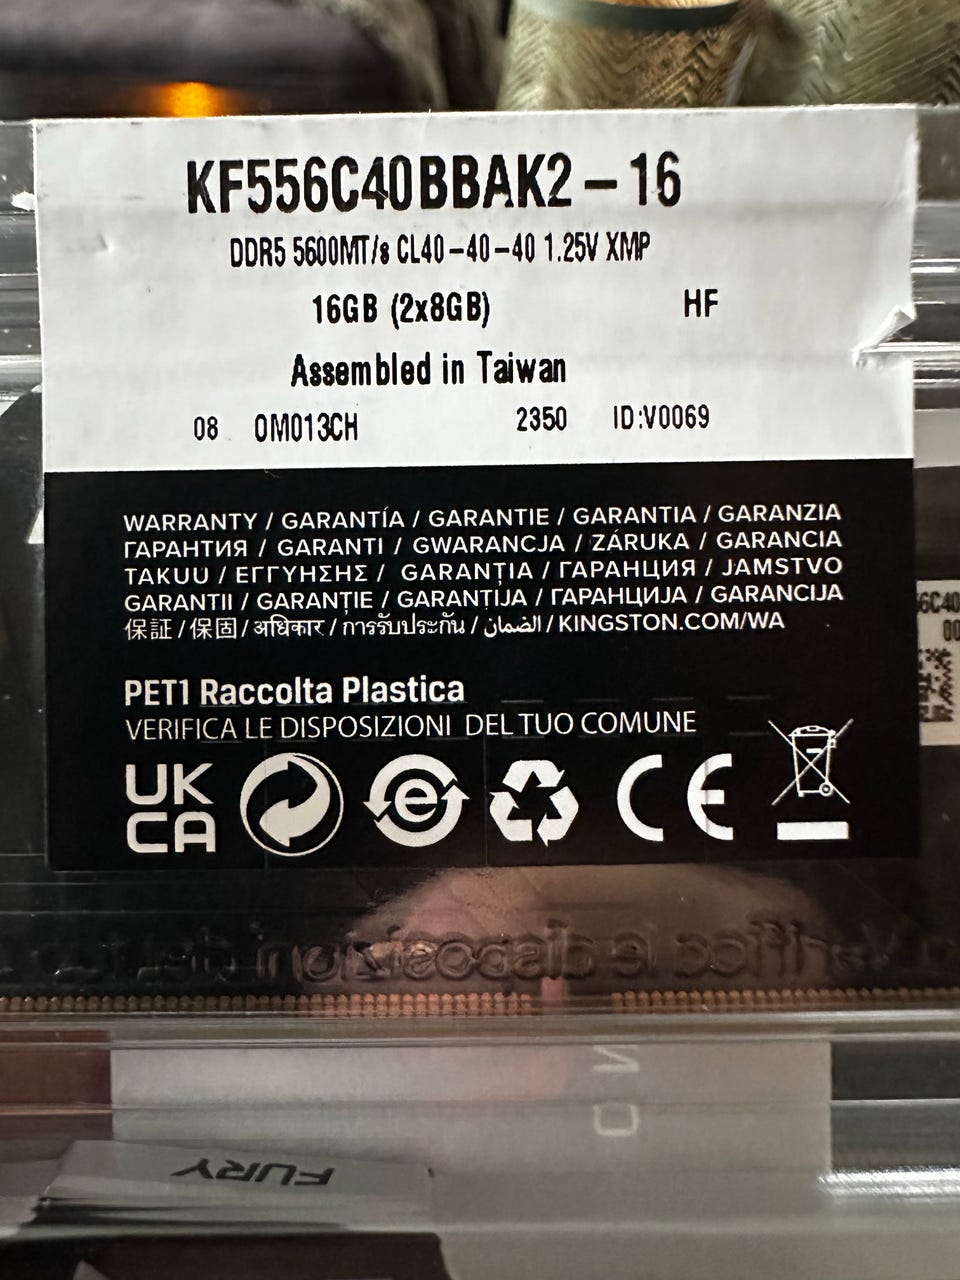 KF556C40BBAK2-16
DDR5 5600MT/s CL40-40-40 1.25V XMP
16GB (2x8GB) HF
Assembled in Taiwan
08 0M013CH 2350 ID:V0069
WARRANTY / GARANTÍA / GARANTIE / GARANTIA / GARANZIA
ГАРАНТИЯ / GARANTI / GWARANCJA / ZÁRUKA / GARANCIA
TAKUU / ΕΓΓΥΗΣΗΣ / GARANȚIA / ГАРАНЦИЯ / JAMSTVO
GARANTII / GARANTIE / GARANTIJA / ГАРАНЦИЈА / GARANCIJA
保証 / 保固 / अधिकार / การรับประกัน / الضمان / KINGSTON.COM/WA
PET1 Raccolta Plastica
VERIFICA LE DISPOSIZIONI DEL TUO COMUNE
UK
CA
e
CE
FURY